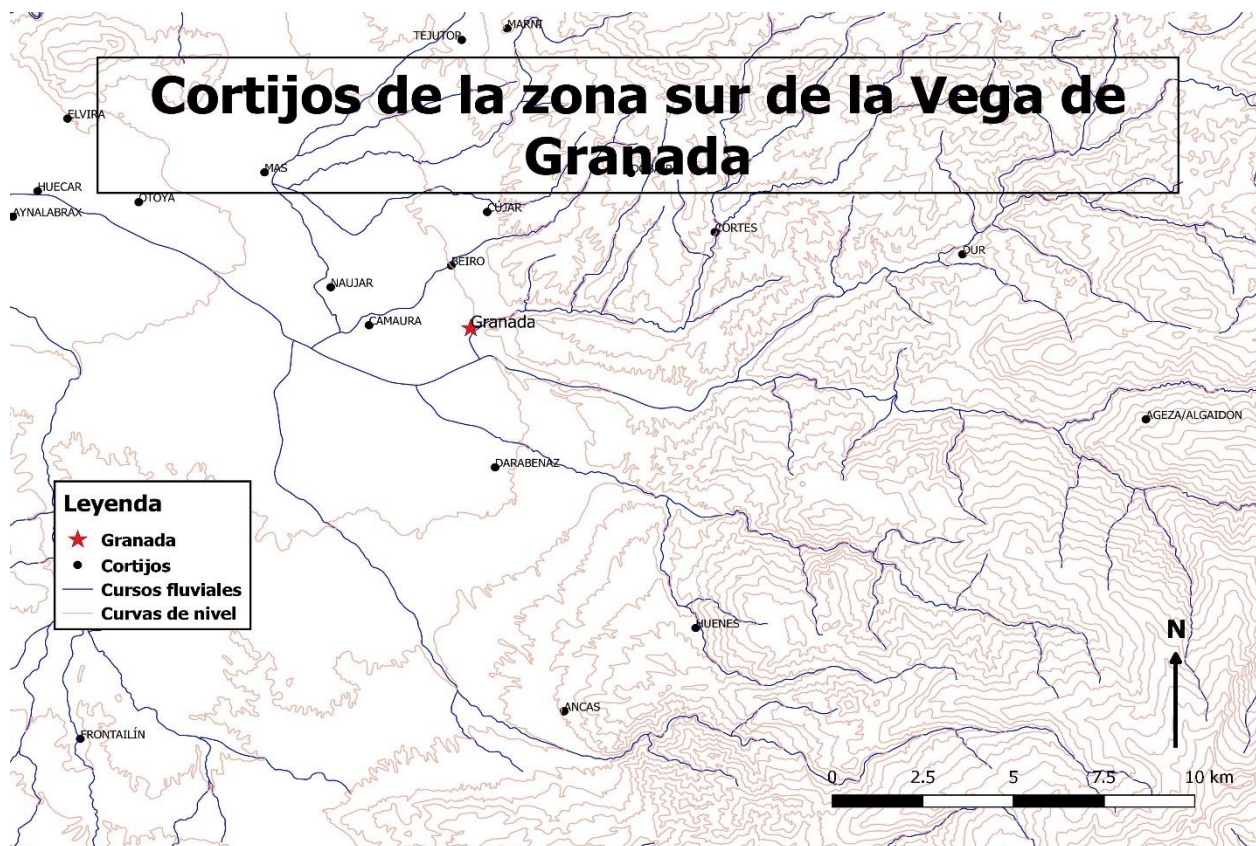 MARNI
TEJUTOR
Cortijos de la zona sur de la Vega de
Granada
ELVIRA
MAS
HUECAR
OTOYA
AYNALABRAX
CÚJAR
CORTES
DUR
BEIRO
NAUJAR
CAMAURA
Granada
AGEZA/ALGAIDON
DARABENAZ
Leyenda
Granada
Cortijos
Cursos fluviales
Curvas de nivel
HUENES
N
ANCAS
FRONTAILÍN
0 2.5 5 7.5 10 km